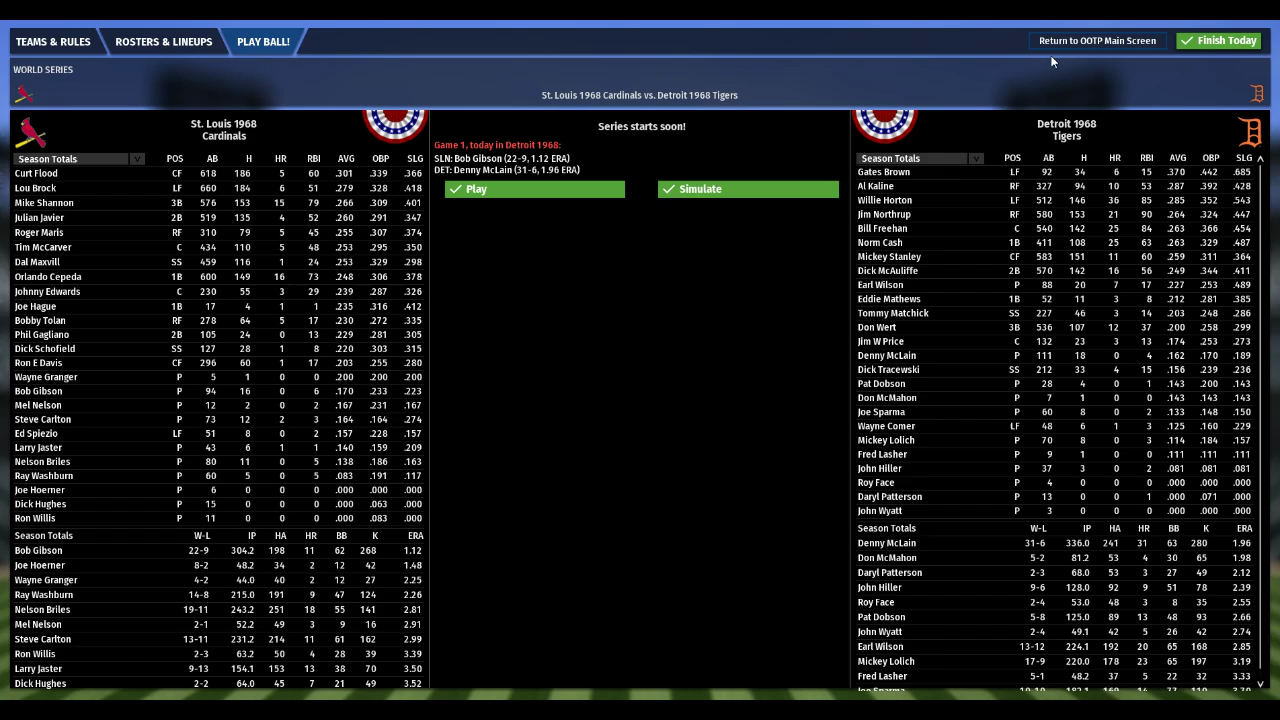 TEAMS & RULES ROSTERS & LINEUPS PLAY BALL! Return to OOTP Main Screen Finish Today
WORLD SERIES
St. Louis 1968 Cardinals vs. Detroit 1968 Tigers
St. Louis 1968
Cardinals
Season Totals POS AB H HR RBI AVG OBP SLG
Curt Flood CF 618 186 5 60 .301 .339 .366
Lou Brock LF 660 184 6 51 .279 .328 .418
Mike Shannon 3B 576 153 15 79 .266 .309 .401
Julian Javier 2B 519 135 4 52 .260 .291 .347
Roger Maris RF 310 79 5 45 .255 .307 .374
Tim McCarver C 434 110 5 48 .253 .295 .350
Dal Maxvill SS 459 116 1 24 .253 .329 .298
Orlando Cepeda 1B 600 149 16 73 .248 .306 .378
Johnny Edwards C 230 55 3 29 .239 .287 .326
Joe Hague 1B 17 4 1 1 .235 .316 .412
Bobby Tolan RF 278 64 5 17 .230 .272 .335
Phil Gagliano 2B 105 24 0 13 .229 .281 .305
Dick Schofield SS 127 28 1 8 .220 .303 .315
Ron E Davis CF 296 60 1 17 .203 .255 .280
Wayne Granger P 5 1 0 0 .200 .200 .200
Bob Gibson P 94 16 0 6 .170 .233 .223
Mel Nelson P 12 2 0 0 .167 .231 .167
Steve Carlton P 73 12 2 3 .164 .164 .274
Ed Spiezio LF 51 8 0 2 .157 .228 .157
Larry Jaster P 43 6 1 1 .140 .159 .209
Nelson Briles P 80 11 0 5 .138 .186 .163
Ray Washburn P 60 5 0 5 .083 .191 .117
Joe Hoerner P 6 0 0 0 .000 .000 .000
Dick Hughes P 15 0 0 0 .000 .063 .000
Ron Willis P 11 0 0 0 .000 .083 .000
Season Totals W-L IP HA HR BB K ERA
Bob Gibson 22-9 304.2 198 11 62 268 1.12
Joe Hoerner 8-2 48.2 34 2 12 42 1.48
Wayne Granger 4-2 44.0 40 2 12 27 2.25
Ray Washburn 14-8 215.0 191 9 47 124 2.26
Nelson Briles 19-11 243.2 251 18 55 141 2.81
Mel Nelson 2-1 52.2 49 3 9 16 2.91
Steve Carlton 13-11 231.2 214 11 61 162 2.99
Ron Willis 2-3 63.2 50 4 28 39 3.39
Larry Jaster 9-13 154.1 153 13 38 70 3.50
Dick Hughes 2-2 64.0 45 7 21 49 3.52
Series starts soon!
Game 1, today in Detroit 1968:
SLN: Bob Gibson (22-9, 1.12 ERA)
DET: Denny McLain (31-6, 1.96 ERA)
Play Simulate
Detroit 1968
Tigers
Season Totals POS AB H HR RBI AVG OBP SLG
Gates Brown LF 92 34 6 15 .370 .442 .685
Al Kaline RF 327 94 10 53 .287 .392 .428
Willie Horton LF 512 146 36 85 .285 .352 .543
Jim Northrup RF 580 153 21 90 .264 .324 .447
Bill Freehan C 540 142 25 84 .263 .366 .454
Norm Cash 1B 411 108 25 63 .263 .329 .487
Mickey Stanley CF 583 151 11 60 .259 .311 .364
Dick McAuliffe 2B 570 142 16 56 .249 .344 .411
Earl Wilson P 88 20 7 17 .227 .253 .489
Eddie Mathews 1B 52 11 3 8 .212 .281 .385
Tommy Matchick SS 227 46 3 14 .203 .248 .286
Don Wert 3B 536 107 12 37 .200 .258 .299
Jim W Price C 132 23 3 13 .174 .253 .273
Denny McLain P 111 18 0 4 .162 .170 .189
Dick Tracewski SS 212 33 4 15 .156 .239 .236
Pat Dobson P 28 4 0 1 .143 .200 .143
Don McMahon P 7 1 0 0 .143 .143 .143
Joe Sparma P 60 8 0 2 .133 .148 .150
Wayne Comer LF 48 6 1 3 .125 .160 .229
Mickey Lolich P 70 8 0 3 .114 .184 .157
Fred Lasher P 9 1 0 0 .111 .111 .111
John Hiller P 37 3 0 2 .081 .081 .081
Roy Face P 4 0 0 0 .000 .000 .000
Daryl Patterson P 13 0 0 1 .000 .071 .000
John Wyatt P 3 0 0 0 .000 .000 .000
Season Totals W-L IP HA HR BB K ERA
Denny McLain 31-6 336.0 241 31 63 280 1.96
Don McMahon 5-2 81.2 53 4 30 65 1.98
Daryl Patterson 2-3 68.0 53 3 27 49 2.12
John Hiller 9-6 128.0 92 9 51 78 2.39
Roy Face 2-4 53.0 48 3 8 35 2.55
Pat Dobson 5-8 125.0 89 13 48 93 2.66
John Wyatt 2-4 49.1 42 5 26 42 2.74
Earl Wilson 13-12 224.1 192 20 65 168 2.85
Mickey Lolich 17-9 220.0 178 23 65 197 3.19
Fred Lasher 5-1 48.2 37 5 22 32 3.33
Joe Sparma